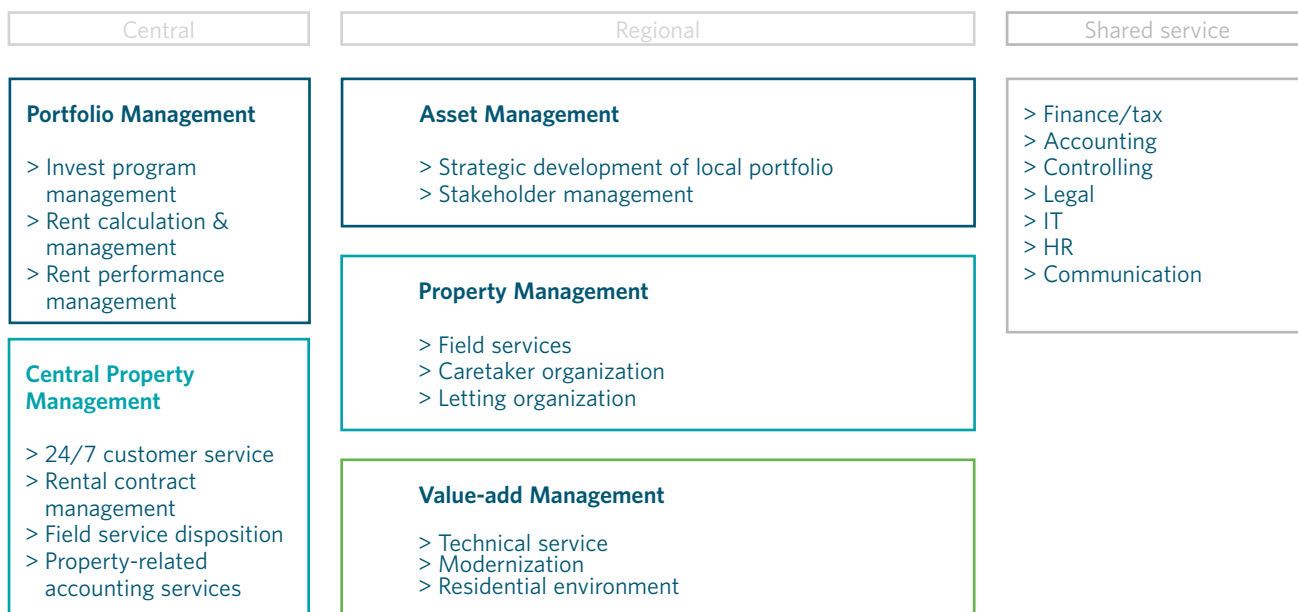 Central
Regional
Shared service
Portfolio Management
> Invest program
management
> Rent calculation &
management
> Rent performance
management
Central Property
Management
> 24/7 customer service
> Rental contract
management
> Field service disposition
> Property-related
accounting services
Asset Management
> Strategic development of local portfolio
> Stakeholder management
Property Management
> Field services
> Caretaker organization
> Letting organization
Value-add Management
> Technical service
> Modernization
> Residential environment
> Finance/tax
> Accounting
> Controlling
> Legal
> IT
> HR
> Communication